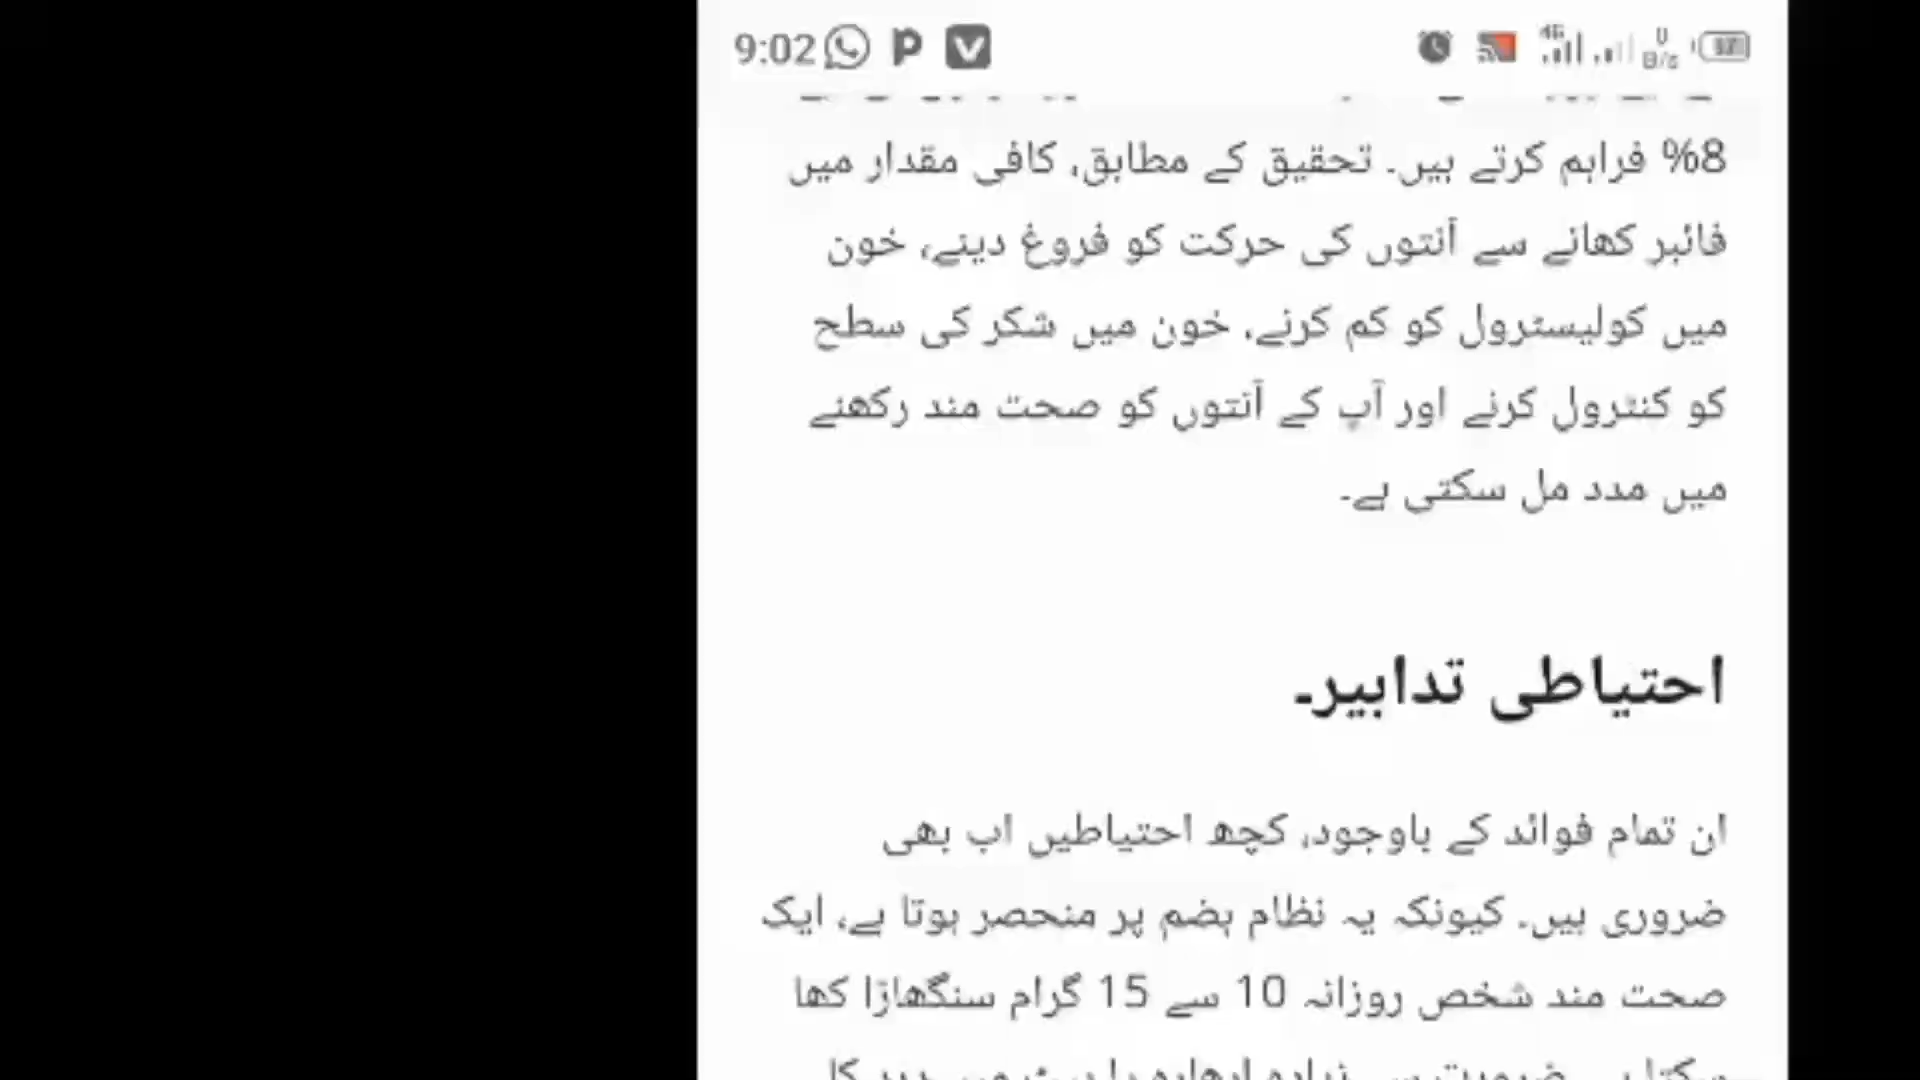 9:02
8% فراہم کرتے ہیں۔ تحقیق کے مطابق، کافی مقدار میں
فائبر کھانے سے آنتوں کی حرکت کو فروغ دینے، خون
میں کولیسٹرول کو کم کرنے، خون میں شکر کی سطح
کو کنٹرول کرنے اور آپ کے آنتوں کو صحت مند رکھنے
میں مدد مل سکتی ہے۔
احتیاطی تدابیر۔
ان تمام فوائد کے باوجود، کچھ احتیاطیں اب بھی
ضروری ہیں۔ کیونکہ یہ نظام ہضم پر منحصر ہوتا ہے، ایک
صحت مند شخص روزانہ 10 سے 15 گرام سنگھاڑا کھا